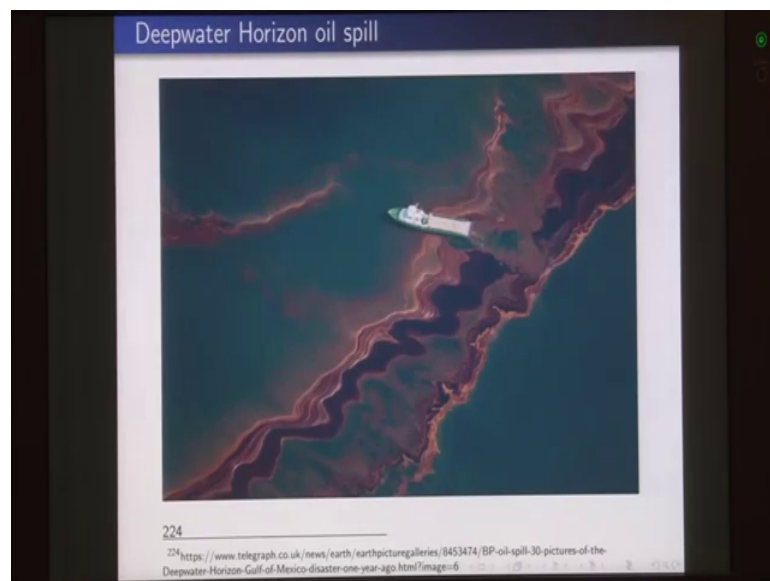 Deepwater Horizon oil spill
224
224https://www.telegraph.co.uk/news/earth/earthpicturegalleries/8453474/BP-oil-spill-30-pictures-of-the-
Deepwater-Horizon-Gulf-of-Mexico-disaster-one-year-ago.html?image=6